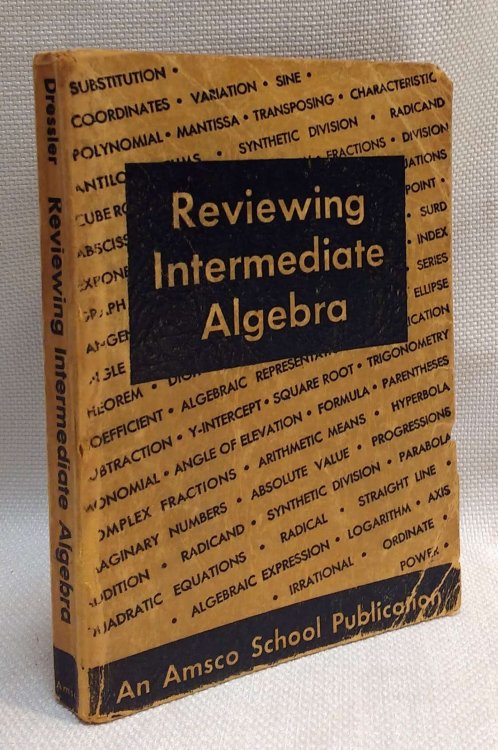 Dressler Reviewing Intermediate Algebra
SUBSTITUTION •
COORDINATES • VARIATION • SINE •
POLYNOMIAL • MANTISSA • TRANSPOSING • CHARACTERISTIC
SYNTHETIC DIVISION • RADICAND
FRACTIONS • DIVISION
Reviewing
Intermediate
Algebra
POINT •
• SURD
• INDEX
SERIES
ELLIPSE
COEFFICIENT • ALGEBRAIC
SUBTRACTION • Y-INTERCEPT • SQUARE ROOT • TRIGONOMETRY
MONOMIAL • ANGLE OF ELEVATION • FORMULA • PARENTHESES
COMPLEX FRACTIONS • ARITHMETIC MEANS • HYPERBOLA
IMAGINARY NUMBERS • ABSOLUTE VALUE • PROGRESSIONS
ADDITION • RADICAND • SYNTHETIC DIVISION • PARABOLA
QUADRATIC EQUATIONS • RADICAL • STRAIGHT LINE •
• ALGEBRAIC EXPRESSION • LOGARITHM • AXIS
• IRRATIONAL • ORDINATE •
POWER •
An Amsco School Publication